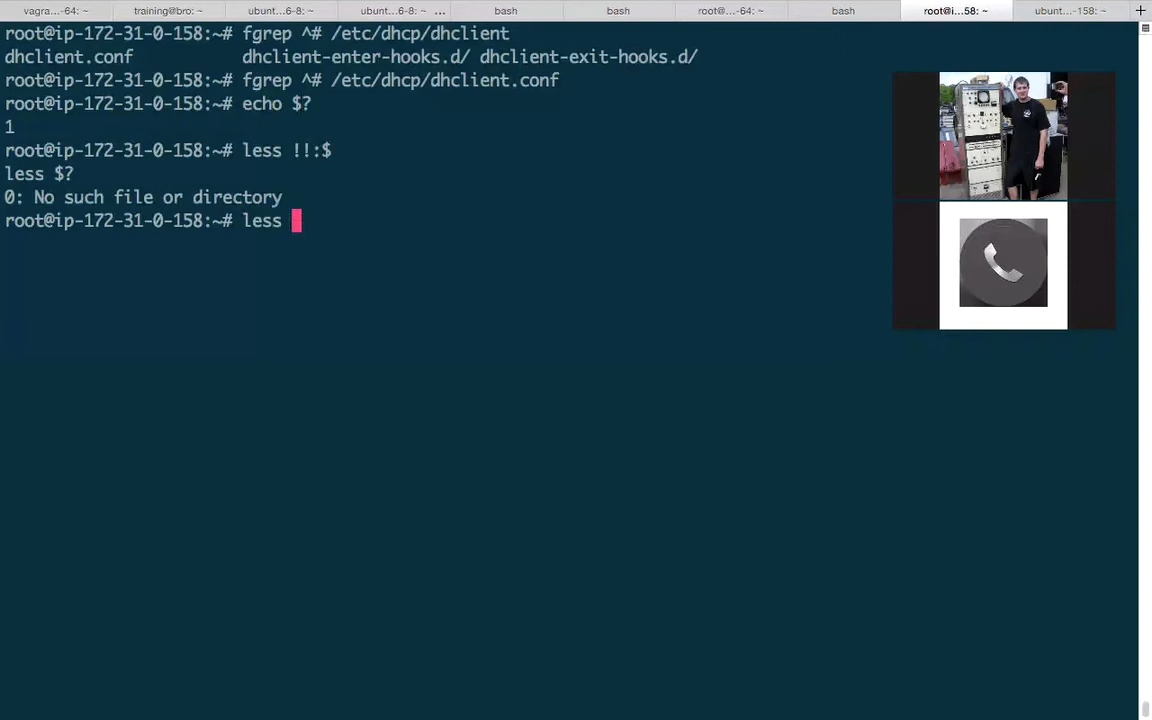 vagra...-64: ~ training@bro: ~ ubunt...6-8: ~ ubunt...6-8: ~ ... bash bash root@...-64: ~ bash root@i...58: ~ ubunt...-158: ~ +
root@ip-172-31-0-158:~# fgrep ^# /etc/dhcp/dhclient
dhclient.conf dhclient-enter-hooks.d/ dhclient-exit-hooks.d/
root@ip-172-31-0-158:~# fgrep ^# /etc/dhcp/dhclient.conf
root@ip-172-31-0-158:~# echo $?
1
root@ip-172-31-0-158:~# less !!:$
less $?
0: No such file or directory
root@ip-172-31-0-158:~# less